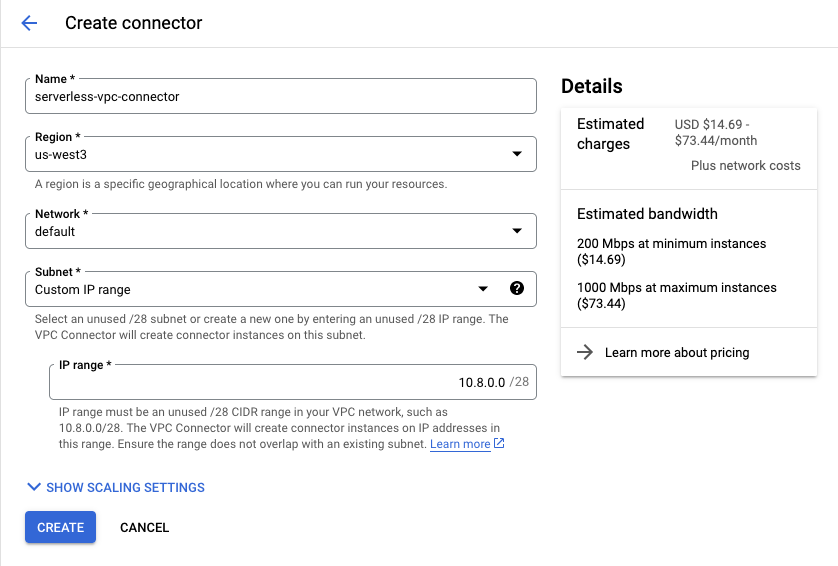 Create connector
Name *
serverless-vpc-connector
Region *
us-west3
A region is a specific geographical location where you can run your resources.
Network *
default
Subnet *
Custom IP range
Select an unused /28 subnet or create a new one by entering an unused /28 IP range. The
VPC Connector will create connector instances on this subnet.
IP range *
10.8.0.0 /28
IP range must be an unused /28 CIDR range in your VPC network, such as
10.8.0.0/28. The VPC Connector will create connector instances on IP addresses in
this range. Ensure the range does not overlap with an existing subnet. Learn more
SHOW SCALING SETTINGS
CREATE
CANCEL
Details
Estimated
charges
USD $14.69 -
$73.44/month
Plus network costs
Estimated bandwidth
200 Mbps at minimum instances
($14.69)
1000 Mbps at maximum instances
($73.44)
Learn more about pricing